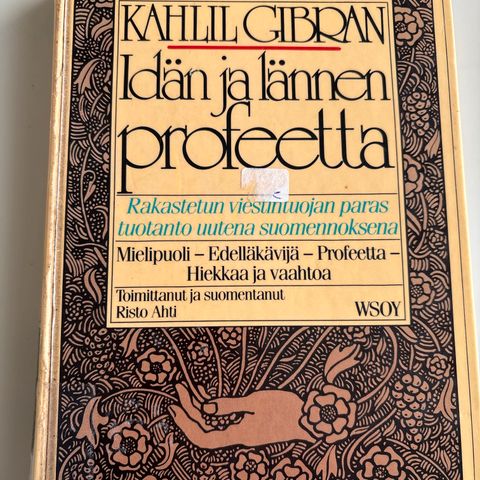 KAHLIL GIBRAN
Idän ja lännen
profeetta
Rakastetun viestintuojan paras
tuotanto uutena suomennoksena
Mielipuoli – Edelläkävijä – Profeetta –
Hiekkaa ja vaahtoa
Toimittanut ja suomentanut
Risto Ahti
WSOY